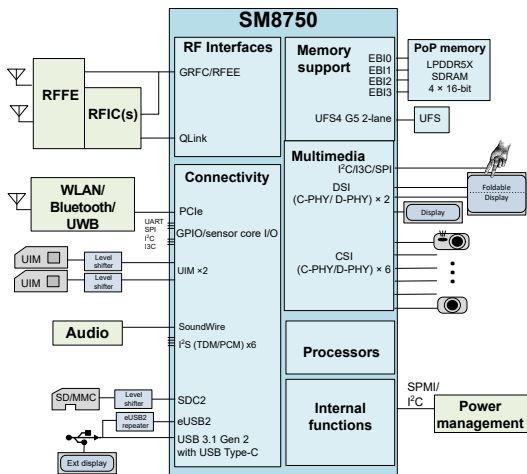 SM8750
RF Interfaces
GRFC/RFEE
QLink
RFFE
RFIC(s)
Memory
support
EBI0
EBI1
EBI2
EBI3
UFS4 G5 2-lane
PoP memory
LPDDR5X
SDRAM
4 × 16-bit
UFS
Connectivity
PCIe
GPIO/sensor core I/O
UIM ×2
SoundWire
I²S (TDM/PCM) x6
SDC2
eUSB2
USB 3.1 Gen 2
with USB Type-C
WLAN/
Bluetooth/
UWB
UART
SPI
I²C
I3C
UIM
Level
shifter
UIM
Level
shifter
Audio
SD/MMC
Level
shifter
eUSB2
repeater
Ext display
Multimedia
I²C/I3C/SPI
DSI
(C-PHY/ D-PHY) × 2
CSI
(C-PHY/D-PHY) × 6
Foldable
Display
Display
Processors
Internal
functions
SPMI/
I²C
Power
management